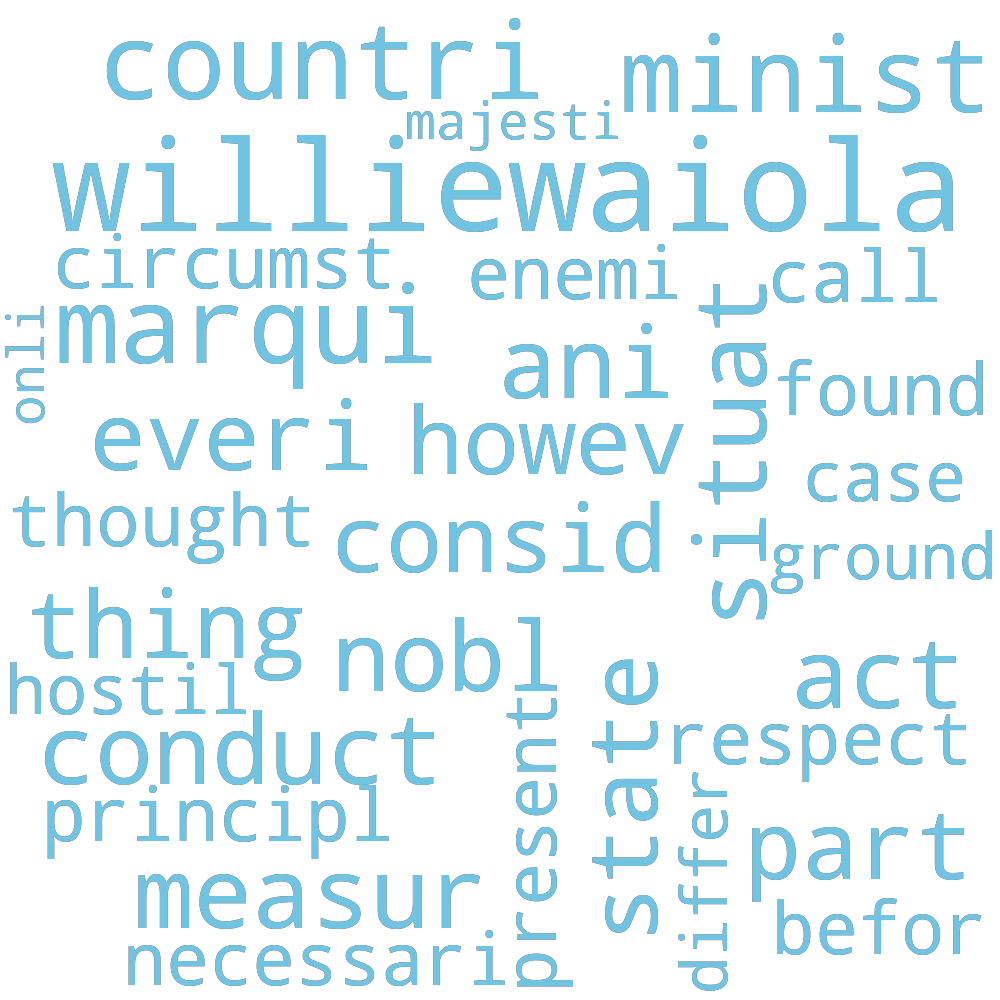 countri
minist
majesti
williewaiola
circumst
enemi
call
marqui
onli
situat
ani
found
everi
howev
case
thought
consid
ground
thing
nobl
hostil
state
act
present
conduct
respect
principl
differ
part
measur
befor
necessari